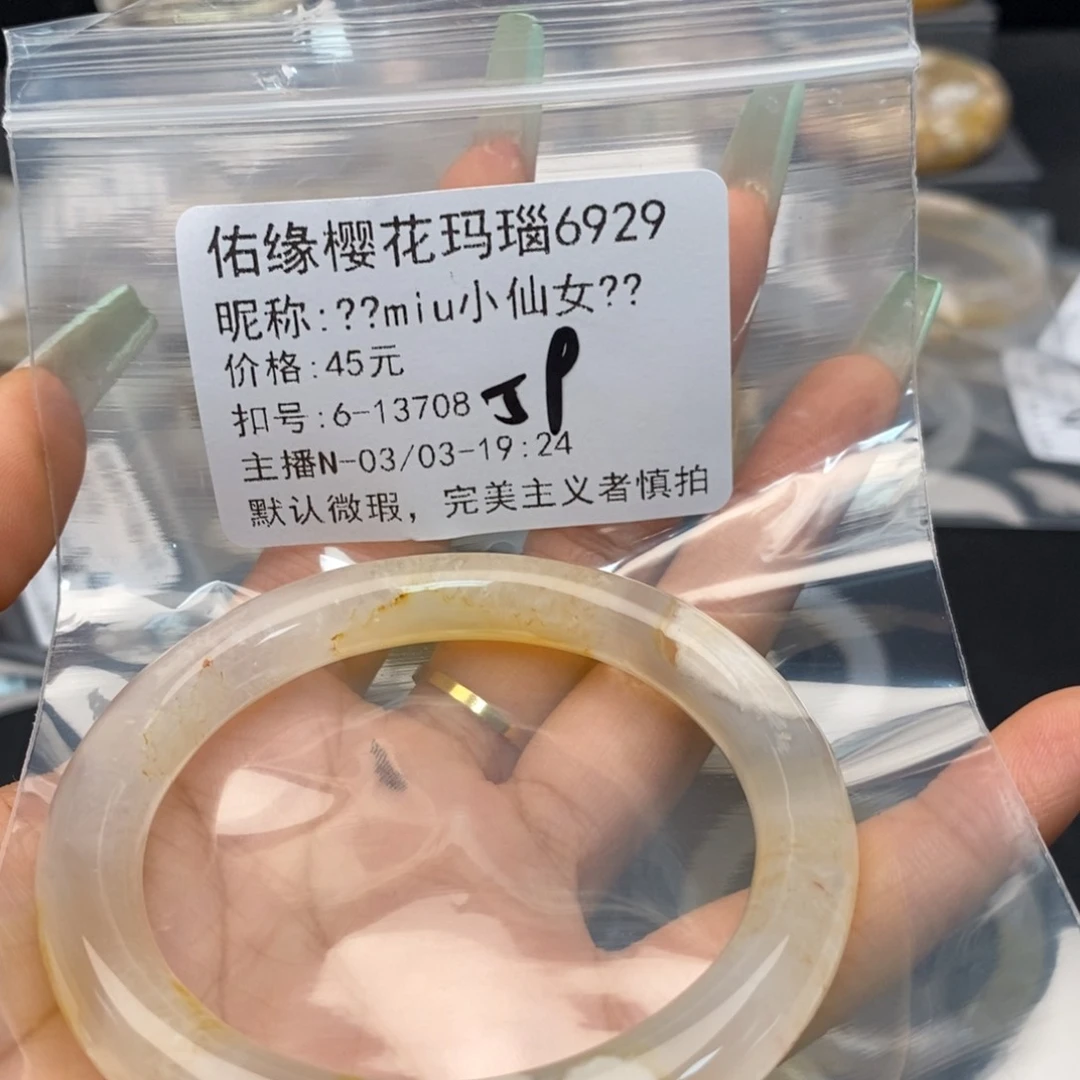 佑缘樱花玛瑙6929
昵称:??miu小仙女??
价格:45元
扣号:6-13708 JP
主播N-03/03-19:24
默认微瑕，完美主义者慎拍